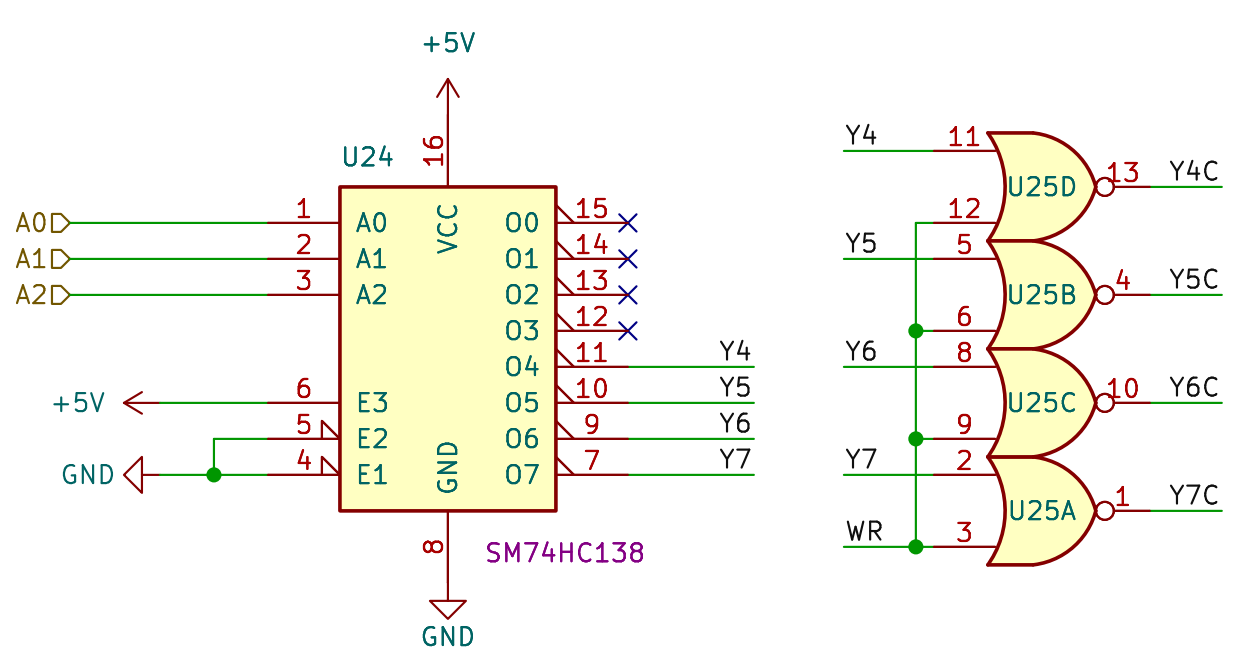 +5V
U24
16
A0
1
A0
VCC
O0
15
A1
2
A1
O1
14
A2
3
A2
O2
13
O3
12
O4
11
Y4
+5V
6
E3
O5
10
Y5
5
E2
O6
9
Y6
GND
4
E1
GND
O7
7
Y7
8
SM74HC138
GND
Y4
11
U25D
13
Y4C
12
Y5
5
U25B
4
Y5C
6
Y6
8
U25C
10
Y6C
9
Y7
2
U25A
1
Y7C
WR
3